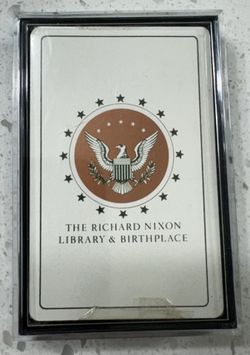 THE RICHARD NIXON
LIBRARY & BIRTHPLACE